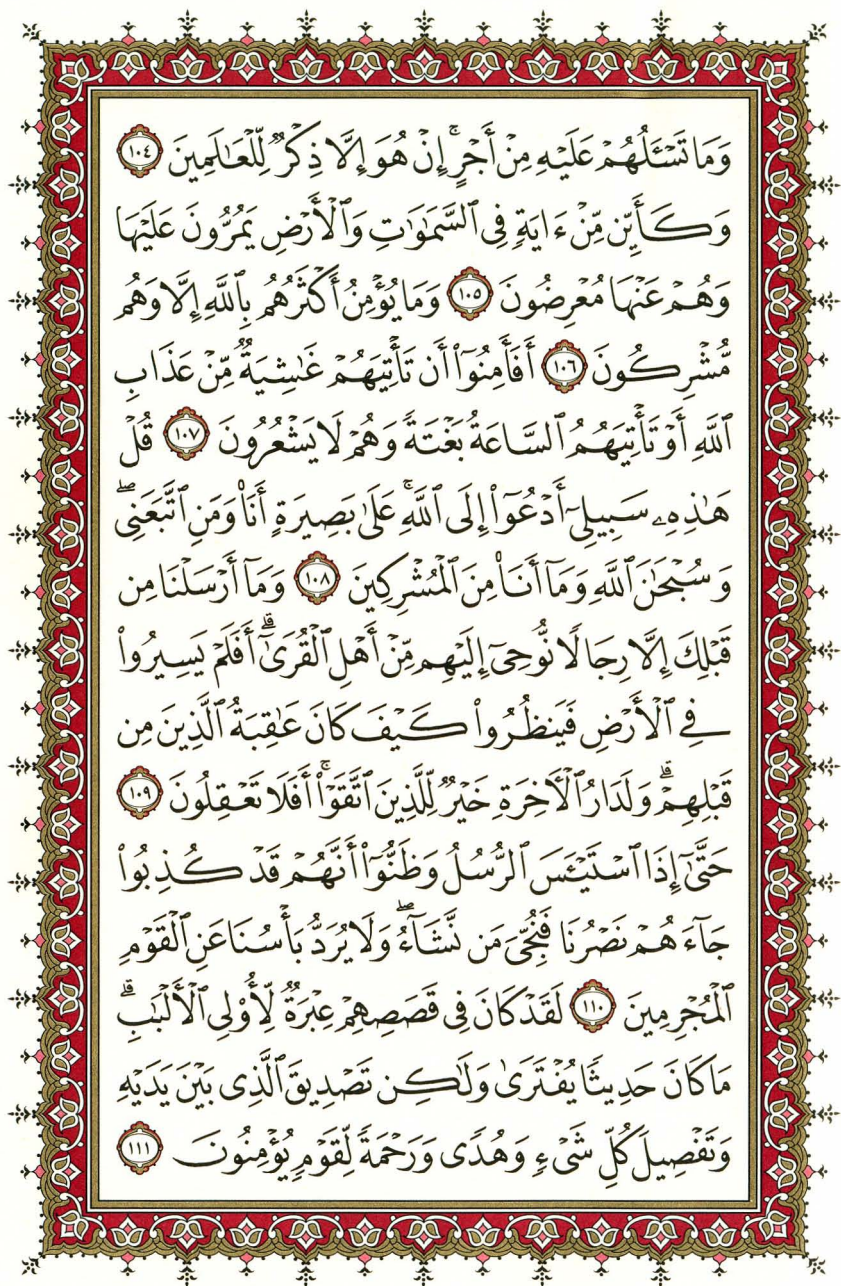 وَمَا تَسْـَٔلُهُمْ عَلَيْهِ مِنْ أَجْرٍ ۚ إِنْ هُوَ إِلَّا ذِكْرٌ لِّلْعَـٰلَمِينَ ١٠٤
وَكَأَيِّن مِّنْ ءَايَةٍ فِى ٱلسَّمَـٰوَٰتِ وَٱلْأَرْضِ يَمُرُّونَ عَلَيْهَا
وَهُمْ عَنْهَا مُعْرِضُونَ ١٠٥ وَمَا يُؤْمِنُ أَكْثَرُهُم بِٱللَّهِ إِلَّا وَهُم
مُّشْرِكُونَ ١٠٦ أَفَأَمِنُوٓا۟ أَن تَأْتِيَهُمْ غَـٰشِيَةٌ مِّنْ عَذَابِ
ٱللَّهِ أَوْ تَأْتِيَهُمُ ٱلسَّاعَةُ بَغْتَةً وَهُمْ لَا يَشْعُرُونَ ١٠٧ قُلْ
هَـٰذِهِۦ سَبِيلِىٓ أَدْعُوٓا۟ إِلَى ٱللَّهِ ۚ عَلَىٰ بَصِيرَةٍ أَنَا۠ وَمَنِ ٱتَّبَعَنِى ۖ
وَسُبْحَـٰنَ ٱللَّهِ وَمَآ أَنَا۠ مِنَ ٱلْمُشْرِكِينَ ١٠٨ وَمَآ أَرْسَلْنَا مِن
قَبْلِكَ إِلَّا رِجَالًا نُّوحِىٓ إِلَيْهِم مِّنْ أَهْلِ ٱلْقُرَىٰٓ ۗ أَفَلَمْ يَسِيرُوا۟
فِى ٱلْأَرْضِ فَيَنظُرُوا۟ كَيْفَ كَانَ عَـٰقِبَةُ ٱلَّذِينَ مِن
قَبْلِهِمْ ۗ وَلَدَارُ ٱلْـَٔاخِرَةِ خَيْرٌ لِّلَّذِينَ ٱتَّقَوْا۟ ۚ أَفَلَا تَعْقِلُونَ ١٠٩
حَتَّىٰٓ إِذَا ٱسْتَيْـَٔسَ ٱلرُّسُلُ وَظَنُّوٓا۟ أَنَّهُمْ قَدْ كُذِبُوا۟
جَآءَهُمْ نَصْرُنَا فَنُجِّىَ مَن نَّشَآءُ ۖ وَلَا يُرَدُّ بَأْسُنَا عَنِ ٱلْقَوْمِ
ٱلْمُجْرِمِينَ ١١٠ لَقَدْ كَانَ فِى قَصَصِهِمْ عِبْرَةٌ لِّأُو۟لِى ٱلْأَلْبَـٰبِ ۗ
مَا كَانَ حَدِيثًا يُفْتَرَىٰ وَلَـٰكِن تَصْدِيقَ ٱلَّذِى بَيْنَ يَدَيْهِ
وَتَفْصِيلَ كُلِّ شَىْءٍ وَهُدًى وَرَحْمَةً لِّقَوْمٍ يُؤْمِنُونَ ١١١